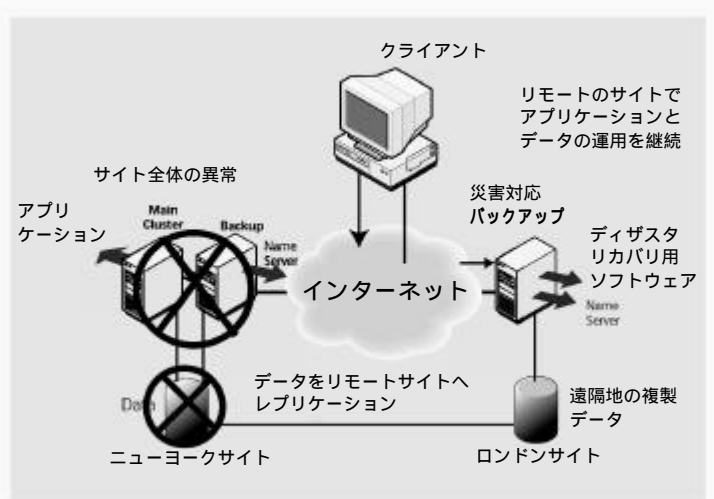 クライアント
リモートのサイトで
アプリケーションと
データの運用を継続
サイト全体の異常
アプリ
ケーション
Main
Cluster
Backup
Name
Server
災害対応
バックアップ
ディザスタ
リカバリ用
ソフトウェア
インターネット
Name
Server
Data
データをリモートサイトへ
レプリケーション
遠隔地の複製
データ
ニューヨークサイト
ロンドンサイト